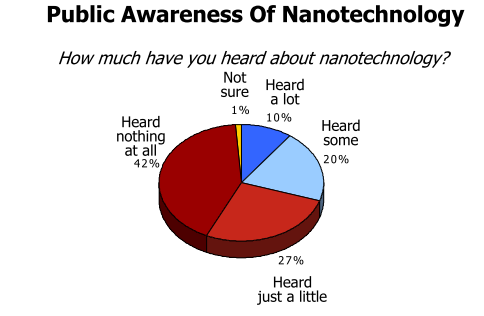 Public Awareness Of Nanotechnology
How much have you heard about nanotechnology?
Not
sure
1%
Heard
a lot
10%
Heard
some
20%
Heard
nothing
at all
42%
27%
Heard
just a little